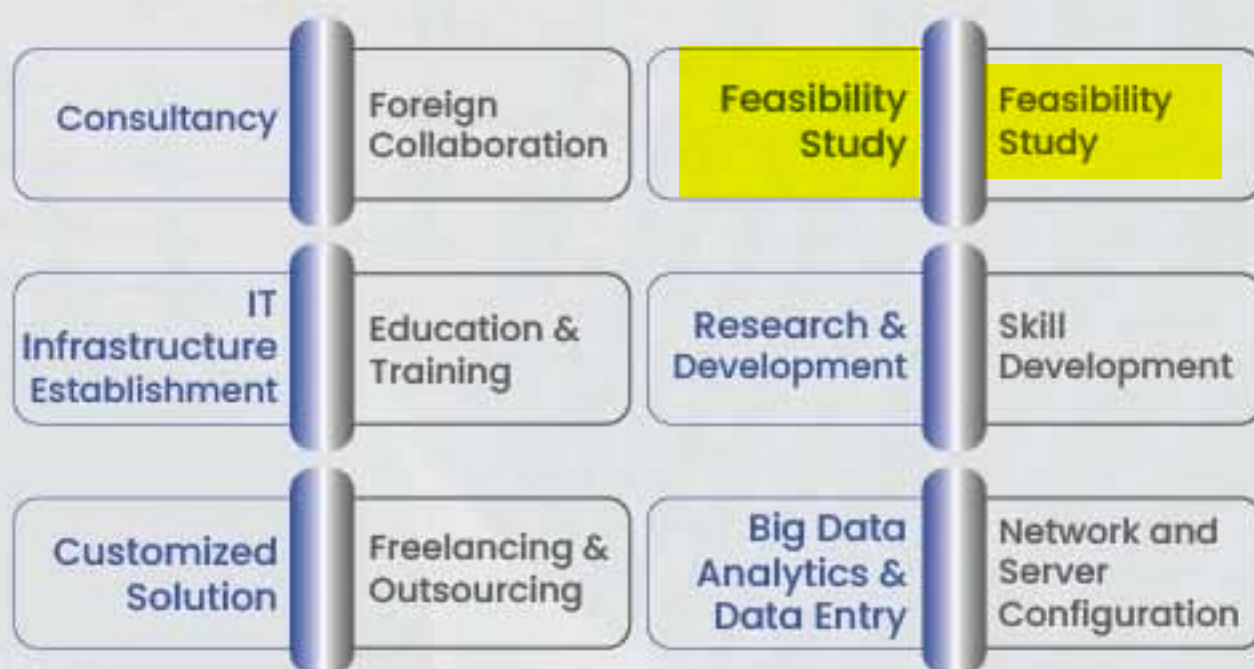 Consultancy
Foreign
Collaboration
Feasibility
Study
Feasibility
Study
IT
Infrastructure
Establishment
Education &
Training
Research &
Development
Skill
Development
Customized
Solution
Freelancing &
Outsourcing
Big Data
Analytics &
Data Entry
Network and
Server
Configuration